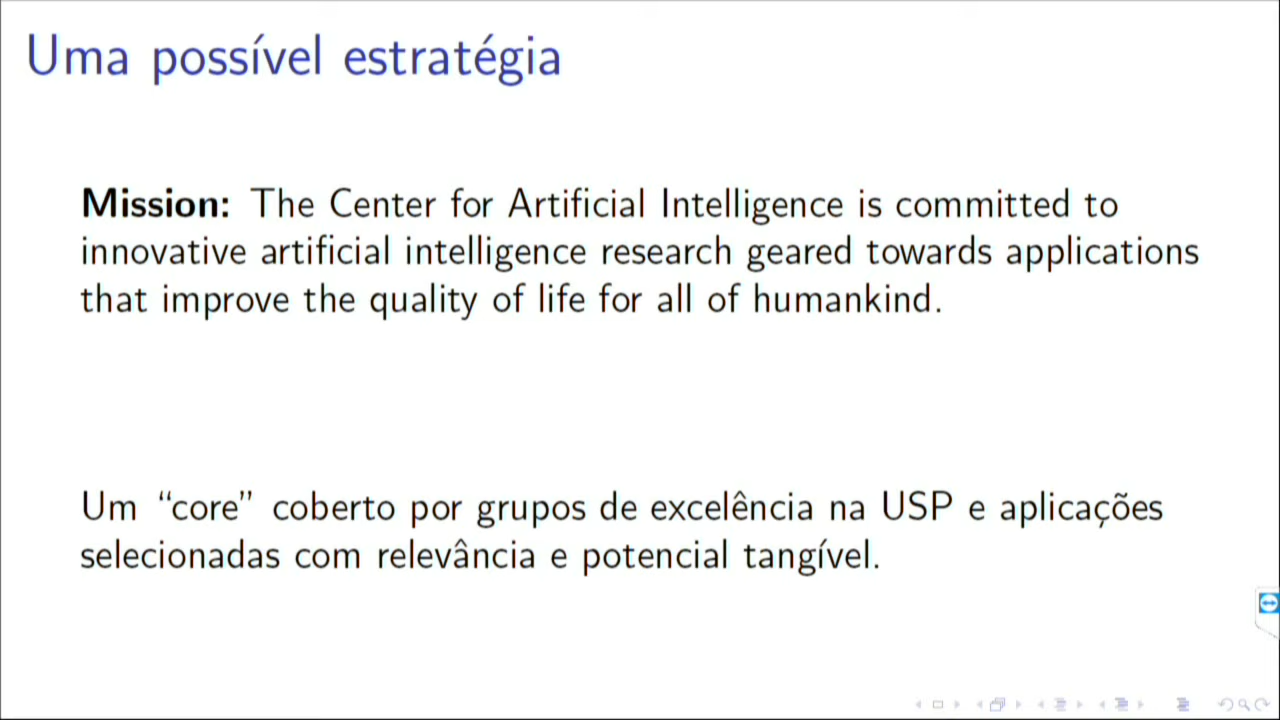 Uma possível estratégia
Mission: The Center for Artificial Intelligence is committed to
innovative artificial intelligence research geared towards applications
that improve the quality of life for all of humankind.
Um “core” coberto por grupos de excelência na USP e aplicações
selecionadas com relevância e potencial tangível.